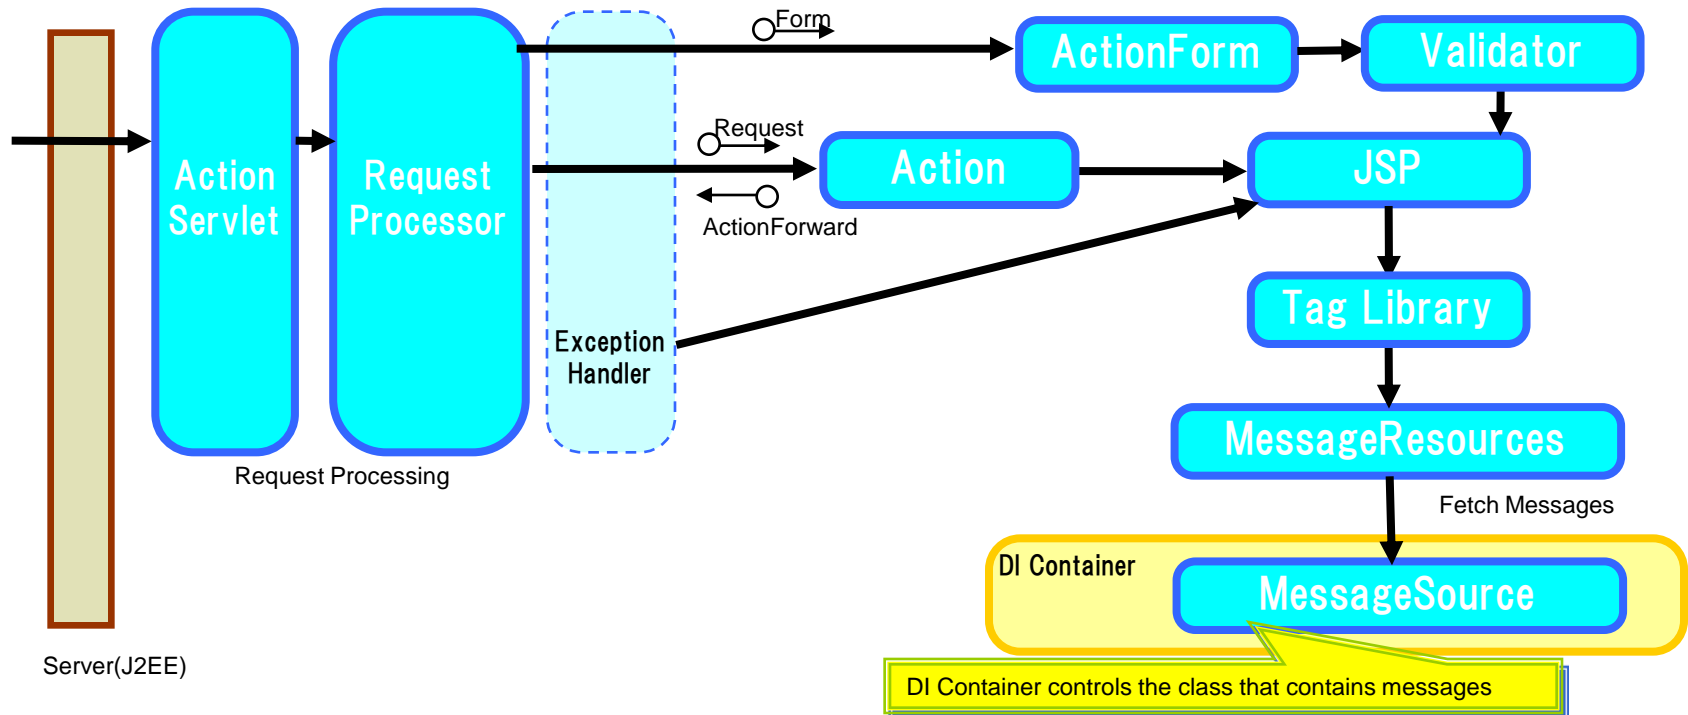 Form
ActionForm
Validator
Request
Action
Servlet
Request
Processor
Action
JSP
ActionForward
Tag Library
Exception
Handler
MessageResources
Request Processing
Fetch Messages
DI Container
MessageSource
Server(J2EE)
DI Container controls the class that contains messages